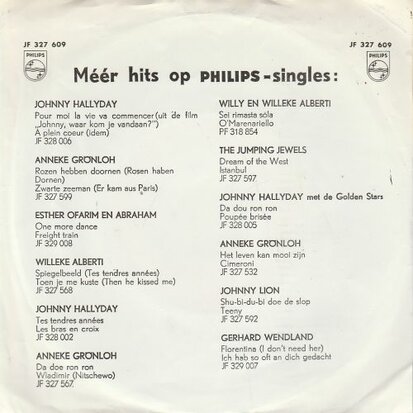 JF 327 609
JF 327 609
PHILIPS
PHILIPS
Méér hits op PHILIPS-singles:
JOHNNY HALLYDAY
Pour moi la vie va commencer (uit de film
„Johnny, waar kom je vandaan?”)
A plein coeur (idem)
JF 328 006
ANNEKE GRÖNLOH
Rozen hebben doornen (Rosen haben
Dornen)
Zwarte zeeman (Er kam aus Paris)
JF 327 599
ESTHER OFARIM EN ABRAHAM
One more dance
Freight train
JF 329 008
WILLEKE ALBERTI
Spiegelbeeld (Tes tendres années)
Toen je me kuste (Then he kissed me)
JF 327 568
JOHNNY HALLYDAY
Tes tendres années
Les bras en croix
JF 328 002
ANNEKE GRÖNLOH
Da doe ron ron
Wladimir (Nitschewo)
JF 327 567
WILLY EN WILLEKE ALBERTI
Sei rimasta sola
O'Marenariello
PF 318 854
THE JUMPING JEWELS
Dream of the West
Istanbul
JF 327 597
JOHNNY HALLYDAY met de Golden Stars
Da dou ron ron
Poupée brisée
JF 328 005
ANNEKE GRÖNLOH
Het leven kan mooi zijn
Cimeroni
JF 327 532
JOHNNY LION
Shu-bi-du-bi doe de slop
Teeny
JF 327 592
GERHARD WENDLAND
Florentina (I don't need her)
Ich hab so oft an dich gedacht
JF 329 007